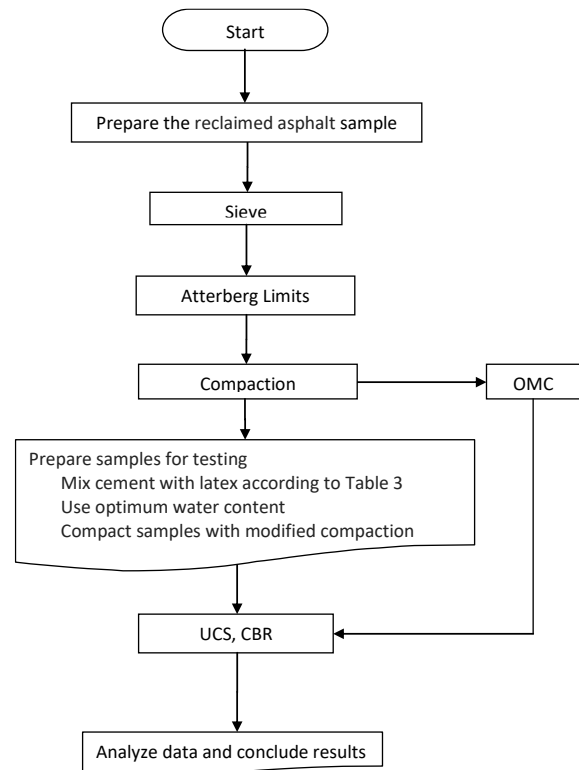 Start
Prepare the reclaimed asphalt sample
Sieve
Atterberg Limits
Compaction
OMC
Prepare samples for testing
Mix cement with latex according to Table 3
Use optimum water content
Compact samples with modified compaction
UCS, CBR
Analyze data and conclude results